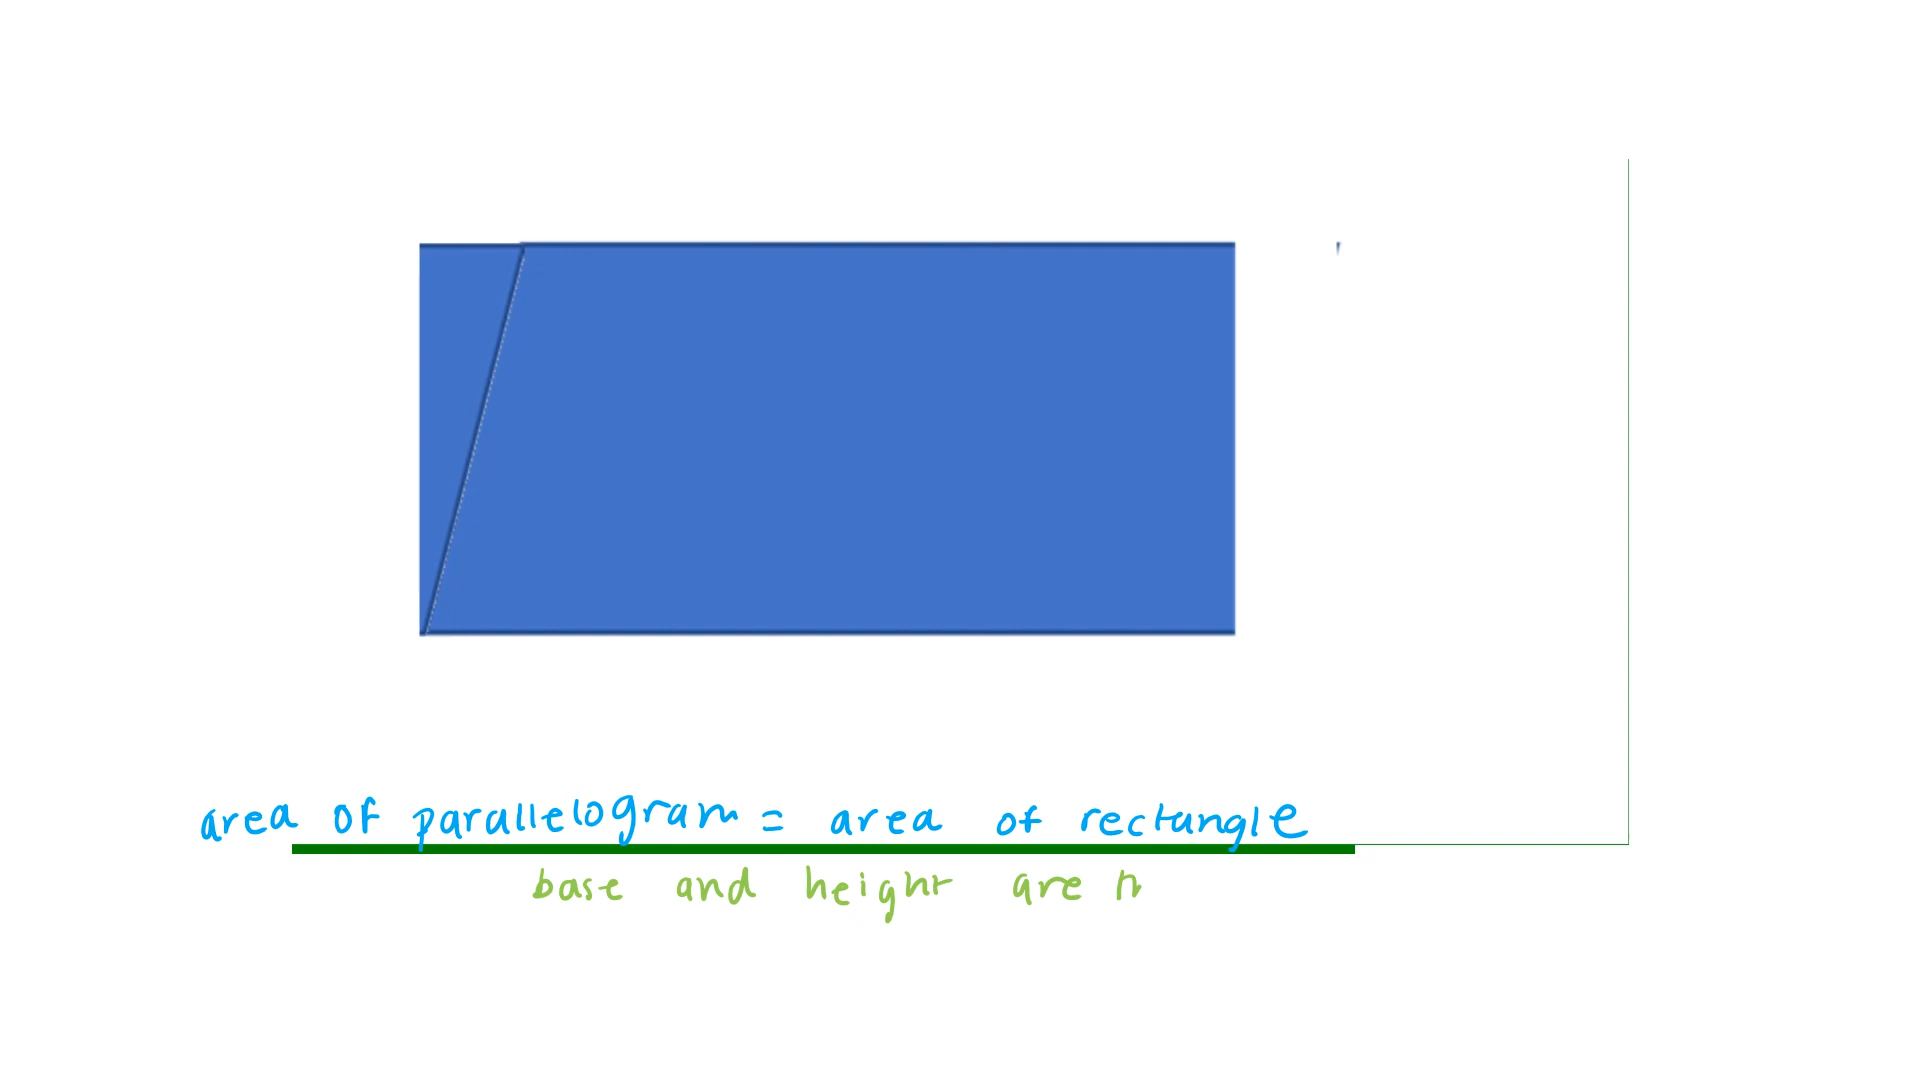 area of parallelogram = area of rectangle
base and height are